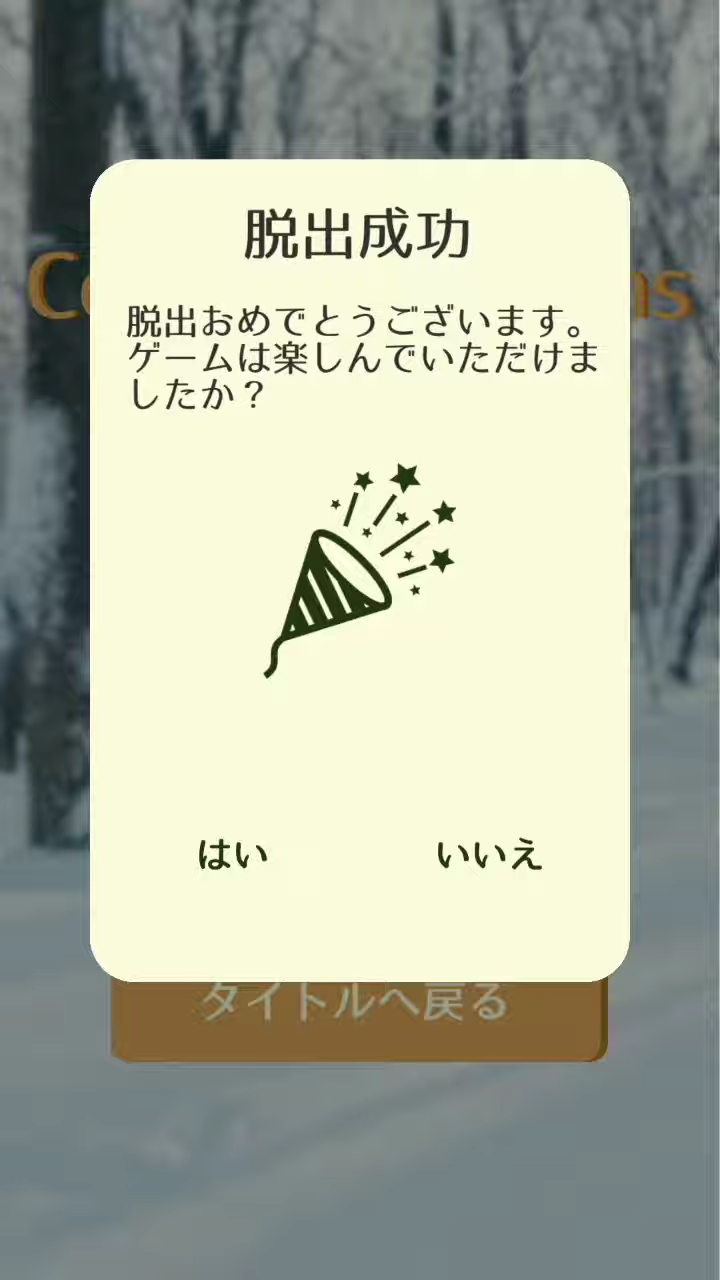 脱出成功
脱出おめでとうございます。
ゲームは楽しんでいただけま
したか？
はい
いいえ
タイトルへ戻る